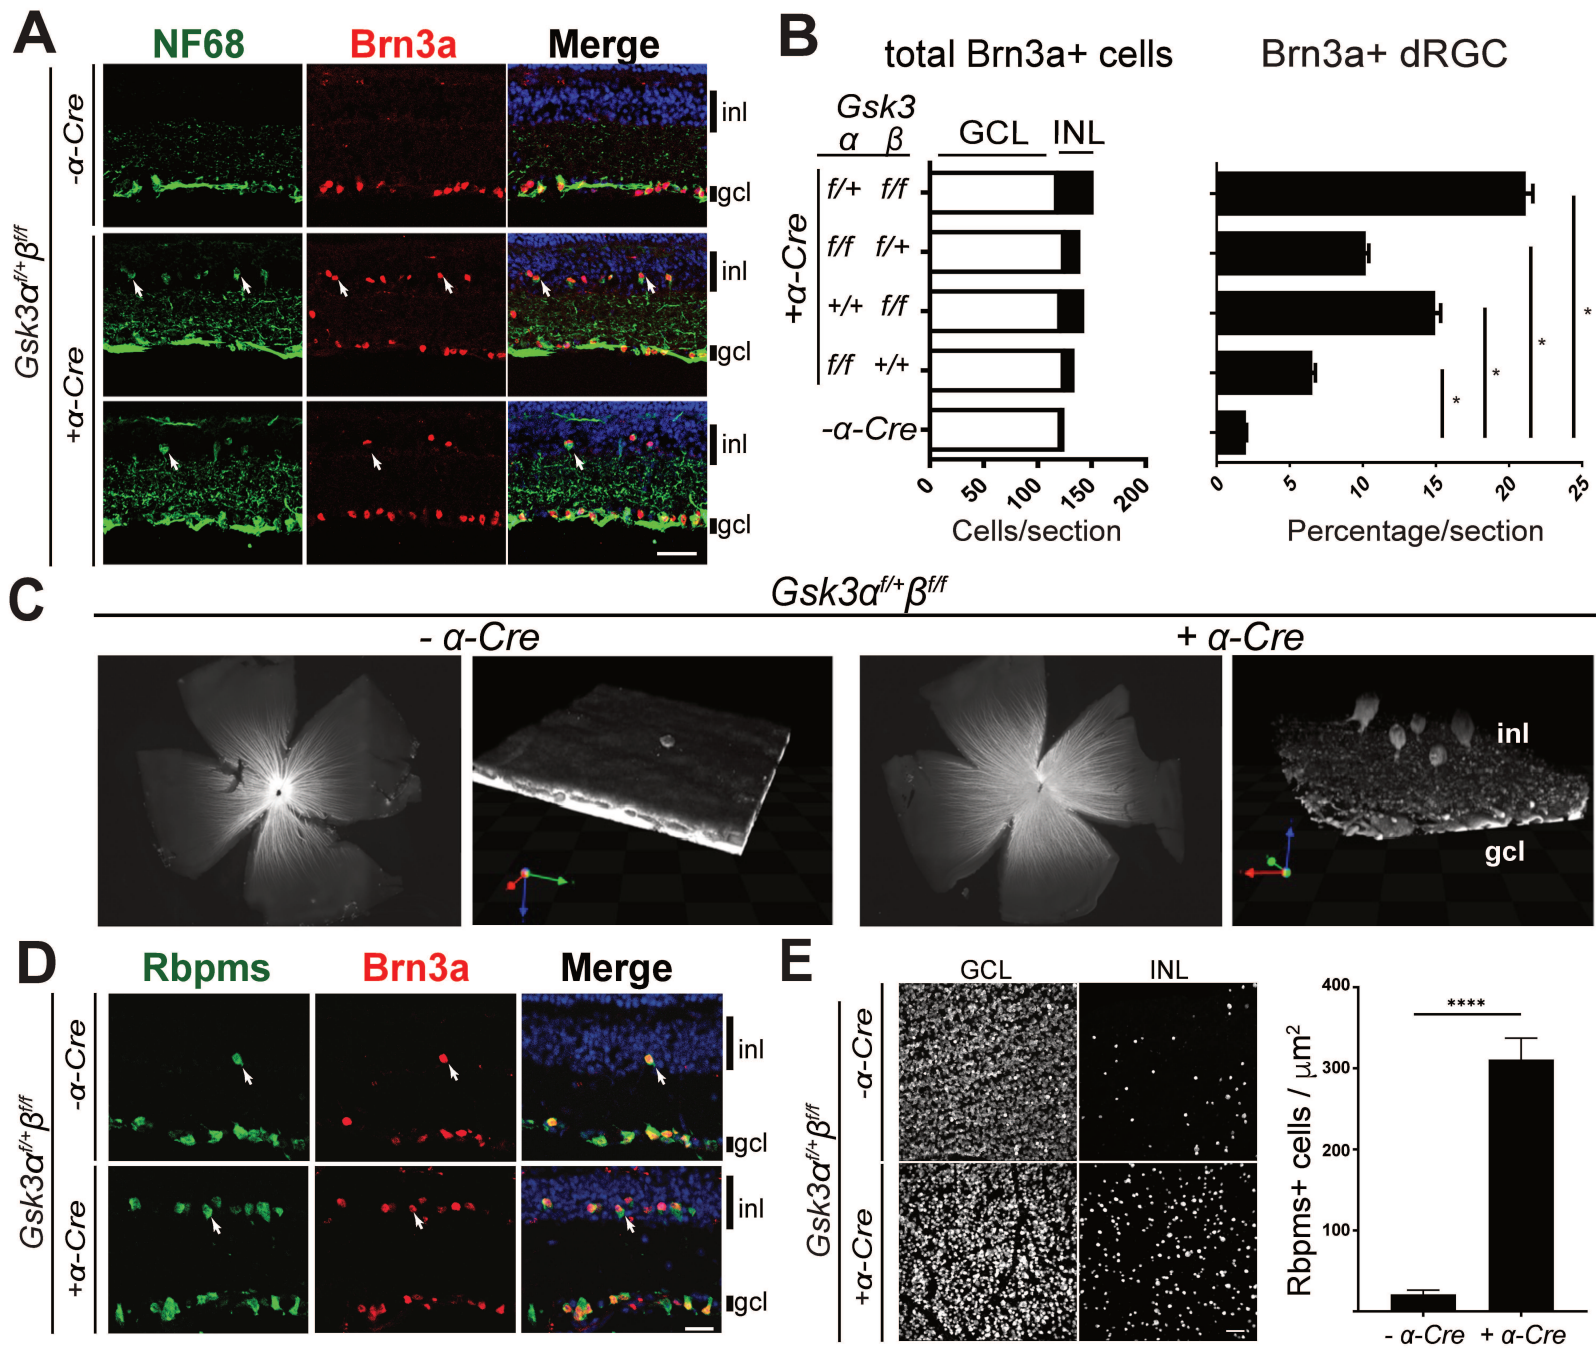 A
NF68 Brn3a Merge
Gsk3α^f/+β^f/f
-α-Cre
inl
gcl
+α-Cre
inl
gcl
inl
gcl
B
total Brn3a+ cells
Brn3a+ dRGC
Gsk3
α β
GCL INL
+α-Cre
f/+ f/f
f/f f/+
+/+ f/f
f/f +/+
-α-Cre
0 50 100 150 200
Cells/section
* * * *
0 5 10 15 20 25
Percentage/section
C
Gsk3α^f/+β^f/f
- α-Cre
+ α-Cre
inl
gcl
D
Rbpms Brn3a Merge
Gsk3α^f/+β^f/f
-α-Cre
inl
gcl
+α-Cre
inl
gcl
E
GCL INL
Gsk3α^f/+β^f/f
-α-Cre
+α-Cre
Rbpms+ cells / μm²
400
300
200
100
****
- α-Cre + α-Cre